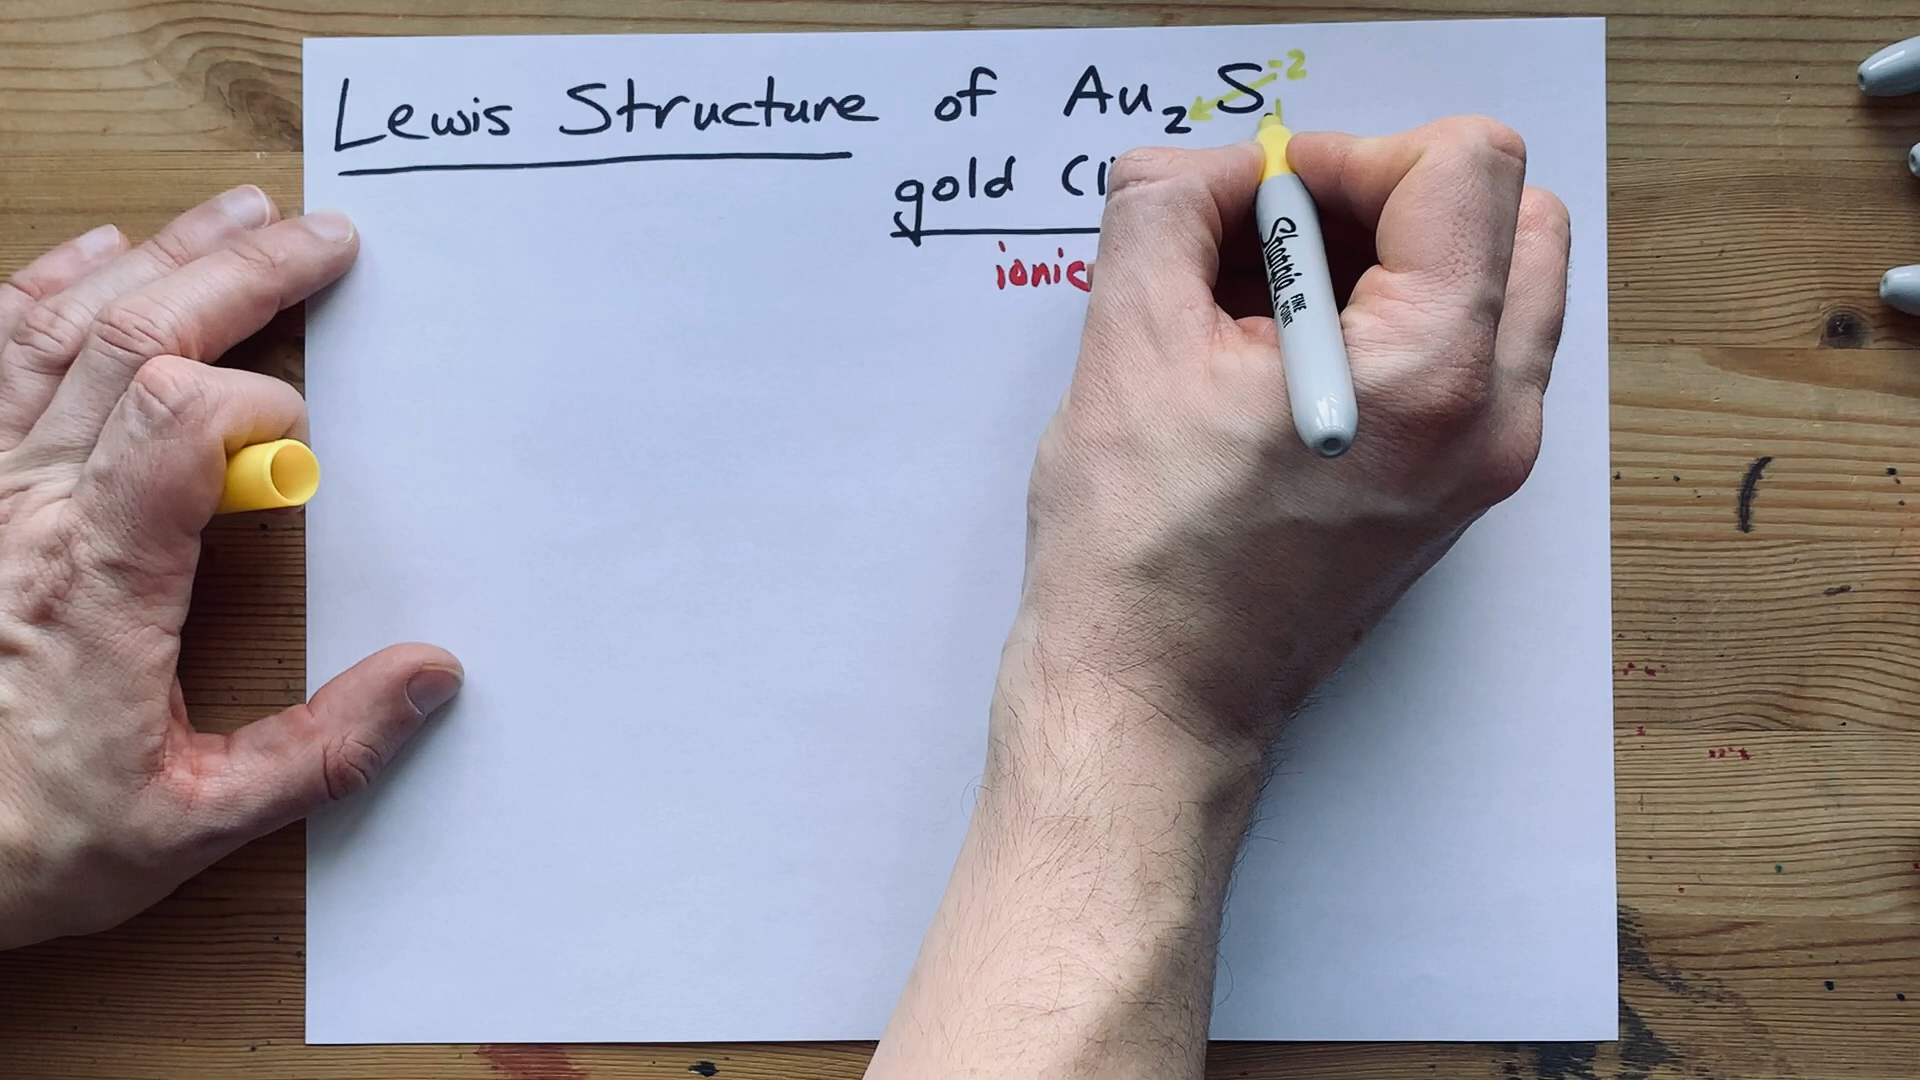 Lewis Structure of Au2S -2
gold (i
ionic
Sharpie FINE POINT